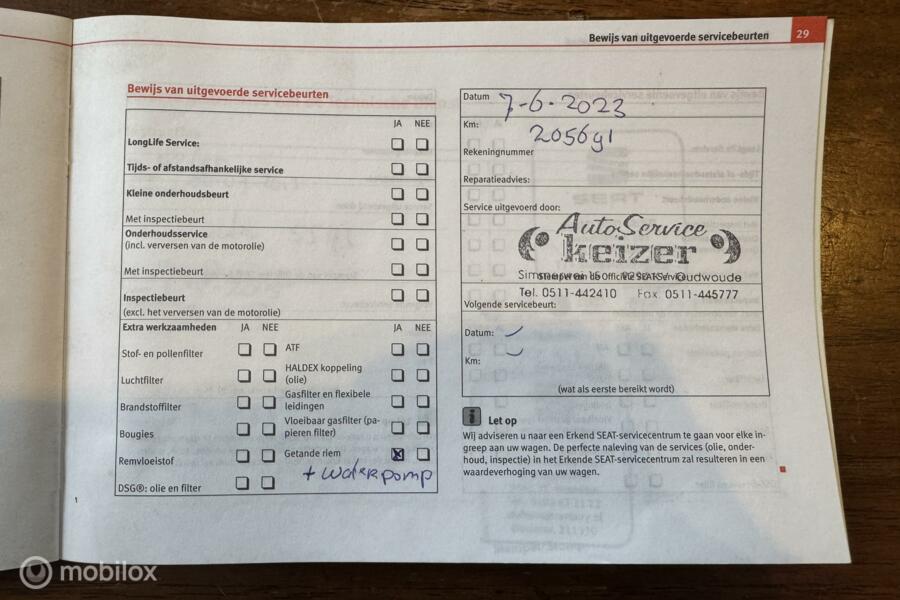 Bewijs van uitgevoerde servicebeurten 29
Bewijs van uitgevoerde servicebeurten
JA NEE
LongLife Service:
Tijds- of afstandsafhankelijke service
Kleine onderhoudsbeurt
Met inspectiebeurt
Onderhoudsservice
(incl. verversen van de motorolie)
Met inspectiebeurt
Inspectiebeurt
(excl. het verversen van de motorolie)
Extra werkzaamheden JA NEE JA NEE
Stof- en pollenfilter
Luchtfilter
Brandstoffilter
Bougies
Remvloeistof
DSG®: olie en filter
ATF
HALDEX koppeling
(olie)
Gasfilter en flexibele
leidingen
Vloeibaar gasfilter (pa-
pieren filter)
Getande riem
+ waterpomp
Datum 7-6-2023
Km: 205691
Rekeningnummer
Reparatieadvies:
Service uitgevoerd door:
AutoService
keizer
Oudwoude
Tel. 0511-442410 Fax. 0511-445777
Volgende servicebeurt:
Datum:
Km:
(wat als eerste bereikt wordt)
i Let op
Wij adviseren u naar een Erkend SEAT-servicecentrum te gaan voor elke in-
greep aan uw wagen. De perfecte naleving van de services (olie, onder-
houd, inspectie) in het Erkende SEAT-servicecentrum zal resulteren in een
waardeverhoging van uw wagen.
mobilox